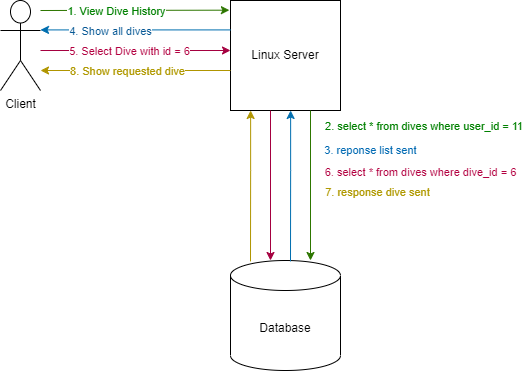 1. View Dive History
4. Show all dives
5. Select Dive with id = 6
8. Show requested dive
Client
Linux Server
2. select * from dives where user_id = 11
3. reponse list sent
6. select * from dives where dive_id = 6
7. response dive sent
Database